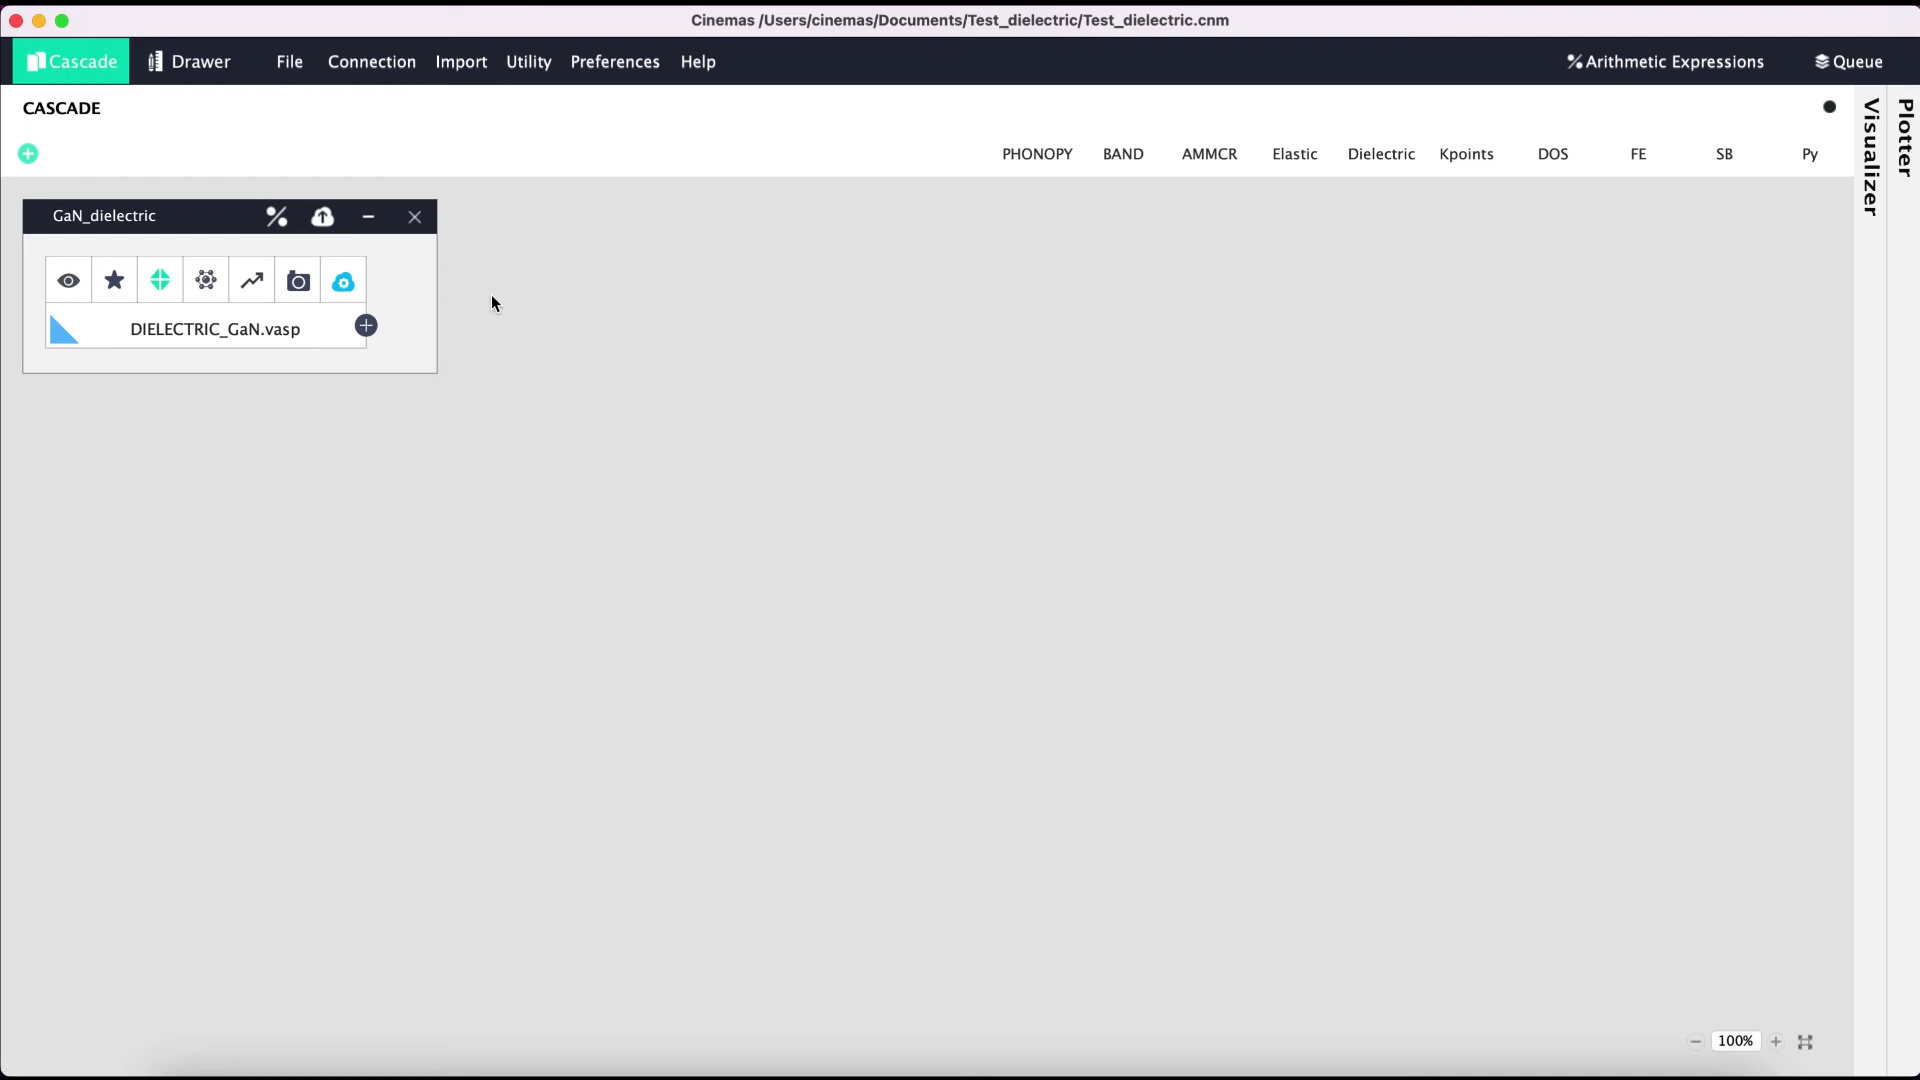 Cinemas /Users/cinemas/Documents/Test_dielectric/Test_dielectric.cnm
Cascade Drawer File Connection Import Utility Preferences Help Arithmetic Expressions Queue
CASCADE
PHONOPY BAND AMMCR Elastic Dielectric Kpoints DOS FE SB Py
Visualizer
Plotter
GaN_dielectric
DIELECTRIC_GaN.vasp
100%